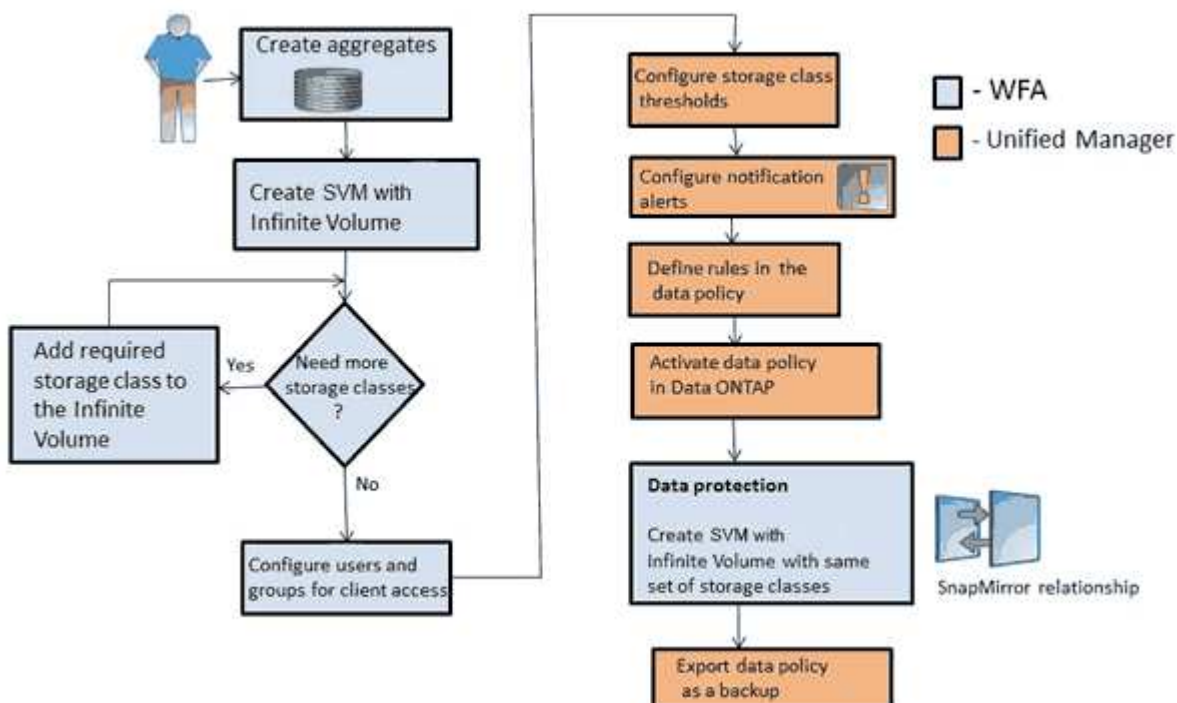 Create aggregates
Create SVM with
Infinite Volume
Need more
storage classes
?
Yes
Add required
storage class to
the Infinite
Volume
No
Configure users and
groups for client access
Configure storage class
thresholds
Configure notification
alerts
Define rules in the
data policy
Activate data policy
in Data ONTAP
Data protection
Create SVM with
Infinite Volume with same
set of storage classes
SnapMirror relationship
Export data policy
as a backup
- WFA
- Unified Manager